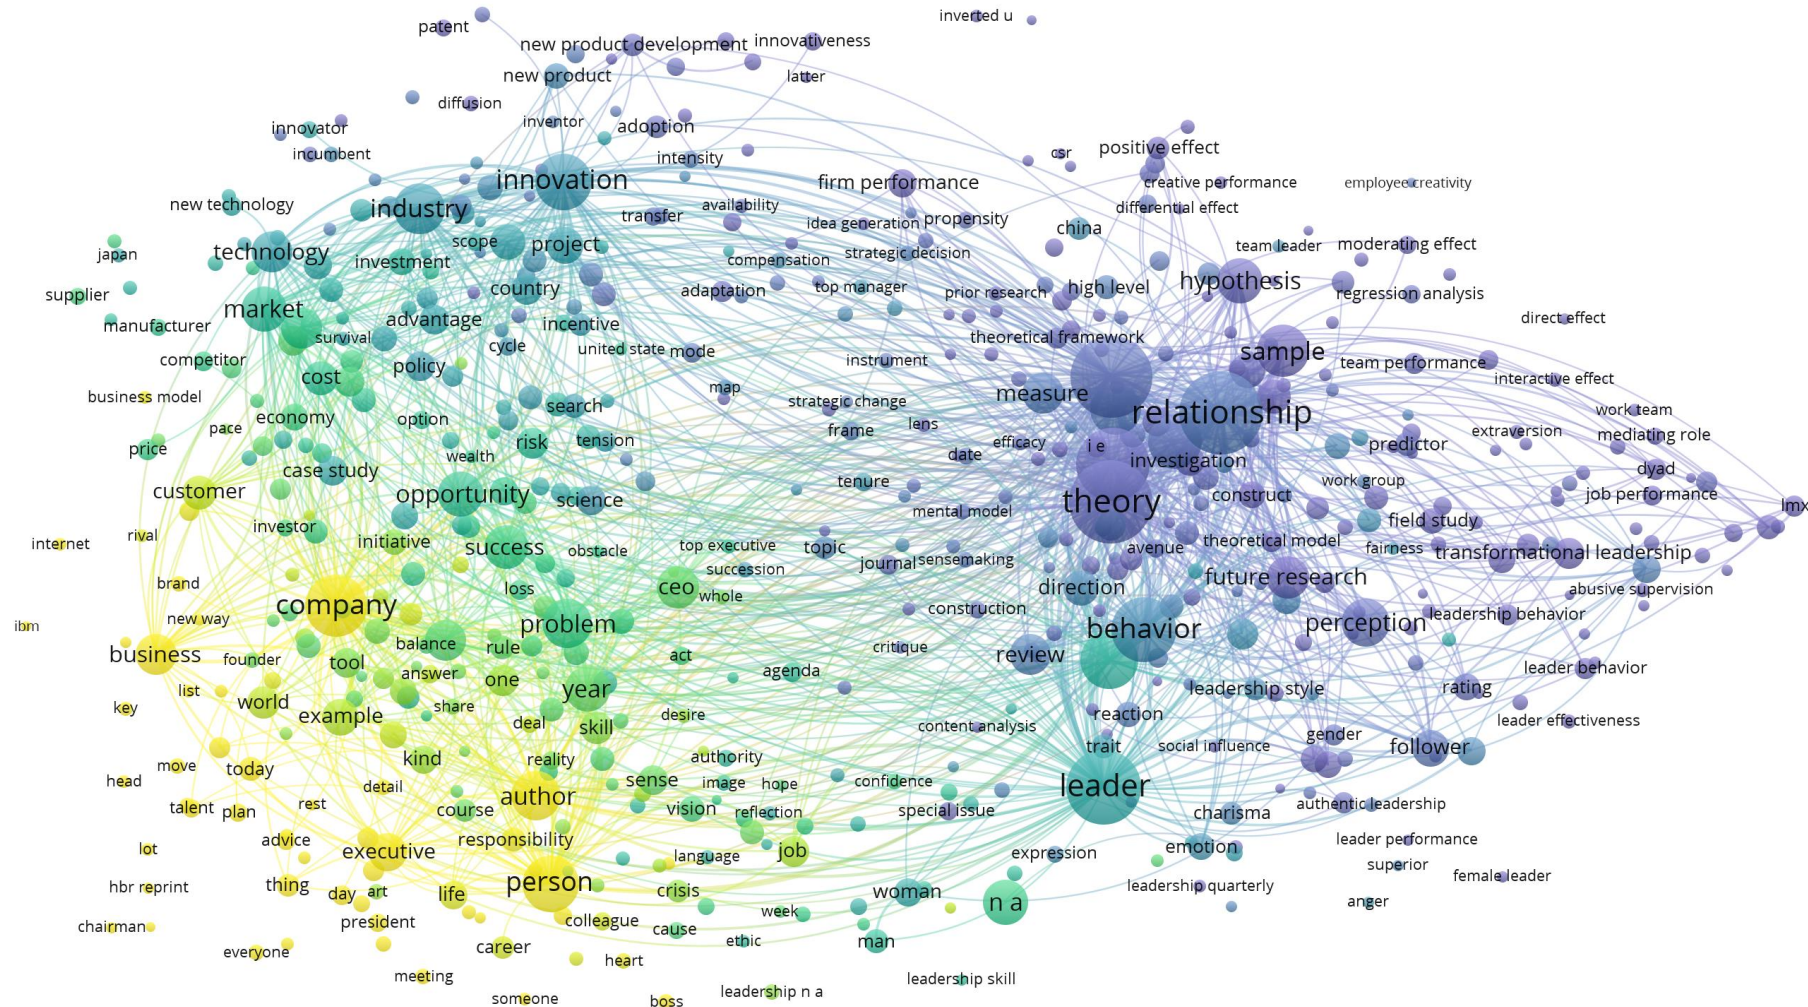 inverted u
patent
new product development
innovativeness
new product
latter
diffusion
inventor
adoption
innovator
incumbent
intensity
csr
positive effect
innovation
firm performance
creative performance
employee creativity
new technology
industry
transfer
availability
idea generation
propensity
differential effect
china
technology
scope
project
strategic decision
team leader
moderating effect
japan
investment
compensation
hypothesis
supplier
country
adaptation
top manager
prior research
high level
regression analysis
market
advantage
incentive
direct effect
manufacturer
survival
cycle
united state
mode
theoretical framework
sample
competitor
cost
policy
instrument
team performance
interactive effect
business model
map
measure
strategic change
relationship
work team
economy
option
search
lens
pace
frame
efficacy
i e
predictor
extraversion
mediating role
price
risk
tension
wealth
date
investigation
dyad
case study
tenure
work group
customer
opportunity
science
theory
construct
job performance
lmx
mental model
investor
field study
internet
rival
initiative
success
obstacle
top executive
topic
avenue
theoretical model
fairness
transformational leadership
journal
sensemaking
succession
brand
loss
ceo
whole
direction
future research
abusive supervision
company
construction
new way
ibm
problem
behavior
perception
leadership behavior
business
founder
balance
rule
act
critique
review
tool
answer
one
agenda
leader behavior
list
world
year
leadership style
rating
key
example
share
deal
skill
desire
content analysis
reaction
leader effectiveness
trait
social influence
gender
follower
kind
reality
authority
move
today
head
detail
sense
image
hope
confidence
leader
author
talent
plan
rest
course
vision
reflection
special issue
charisma
authentic leadership
advice
responsibility
leader performance
lot
executive
language
job
expression
emotion
superior
hbr reprint
thing
day
art
life
person
crisis
woman
n a
leadership quarterly
female leader
anger
chairman
president
colleague
cause
week
everyone
career
heart
ethic
man
meeting
leadership skill
someone
boss
leadership n a